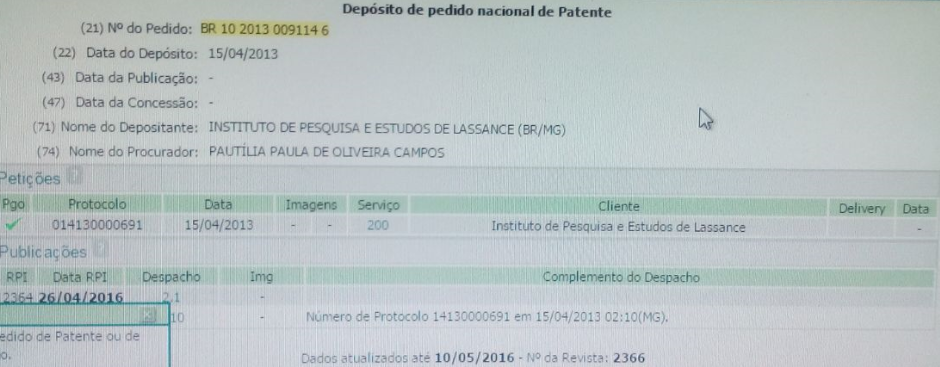 Depósito de pedido nacional de Patente
(21) Nº do Pedido: BR 10 2013 009114 6
(22) Data do Depósito: 15/04/2013
(43) Data da Publicação: -
(47) Data da Concessão: -
(71) Nome do Depositante: INSTITUTO DE PESQUISA E ESTUDOS DE LASSANCE (BR/MG)
(74) Nome do Procurador: PAUTÍLIA PAULA DE OLIVEIRA CAMPOS
Petições
Pgo Protocolo Data Imagens Serviço Cliente Delivery Data
014130000691 15/04/2013 - - 200 Instituto de Pesquisa e Estudos de Lassance -
Publicações
RPI Data RPI Despacho Img Complemento do Despacho
2364 26/04/2016 2.1 -
10 - Número de Protocolo 14130000691 em 15/04/2013 02:10(MG).
edido de Patente ou de
o.
Dados atualizados até 10/05/2016 - Nº da Revista: 2366